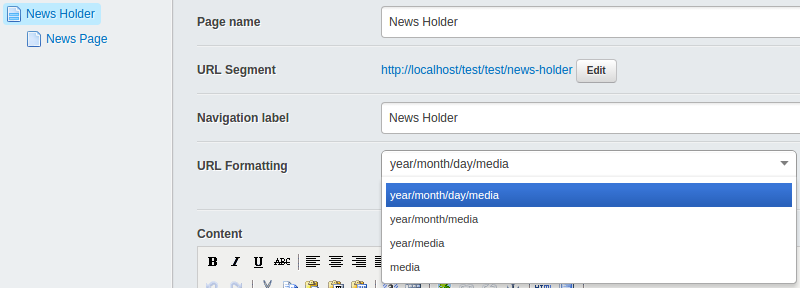 News Holder
News Page
Page name News Holder
URL Segment http://localhost/test/test/news-holder Edit
Navigation label News Holder
URL Formatting year/month/day/media
year/month/day/media
year/month/media
year/media
media
Content
B I U ABC